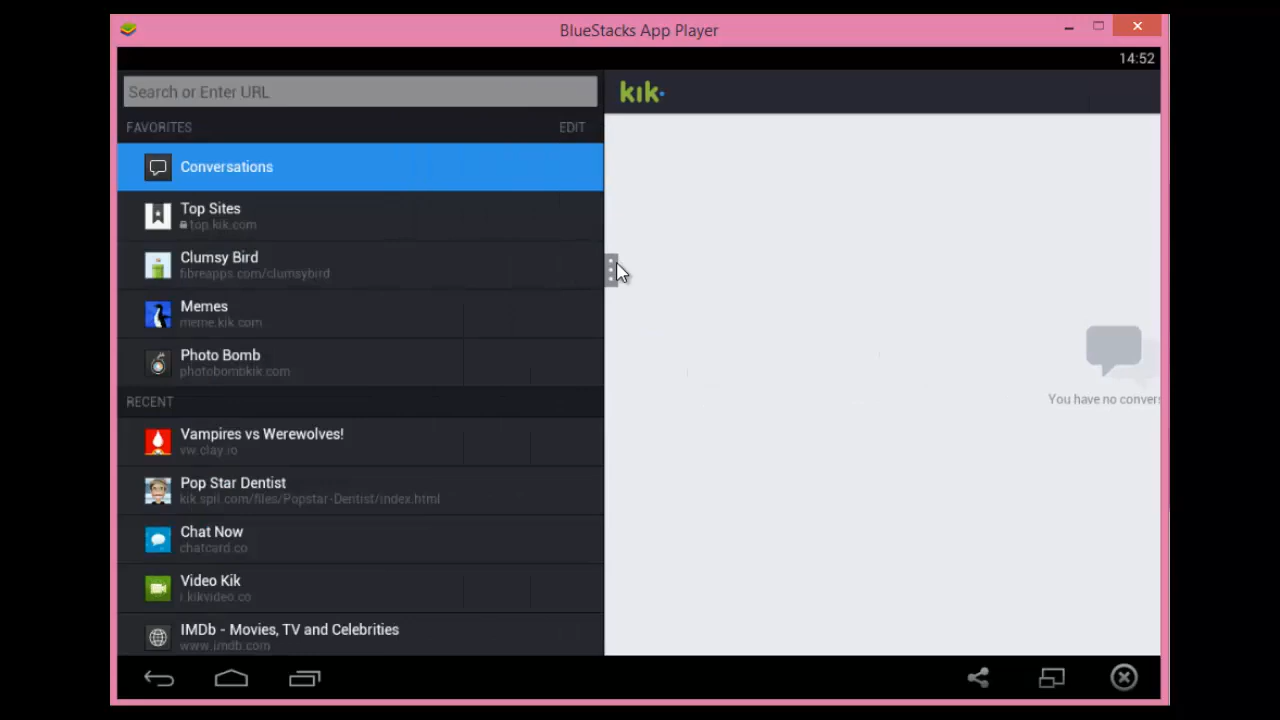 BlueStacks App Player
14:52
Search or Enter URL
kik
FAVORITES
EDIT
Conversations
Top Sites
top.kik.com
Clumsy Bird
fibreapps.com/clumsybird
Memes
meme.kik.com
Photo Bomb
photobombkik.com
You have no conver
RECENT
Vampires vs Werewolves!
vw.clay.io
Pop Star Dentist
kik.spil.com/files/Popstar-Dentist/index.html
Chat Now
chatcard.co
Video Kik
i.kikvideo.co
IMDb - Movies, TV and Celebrities
www.imdb.com